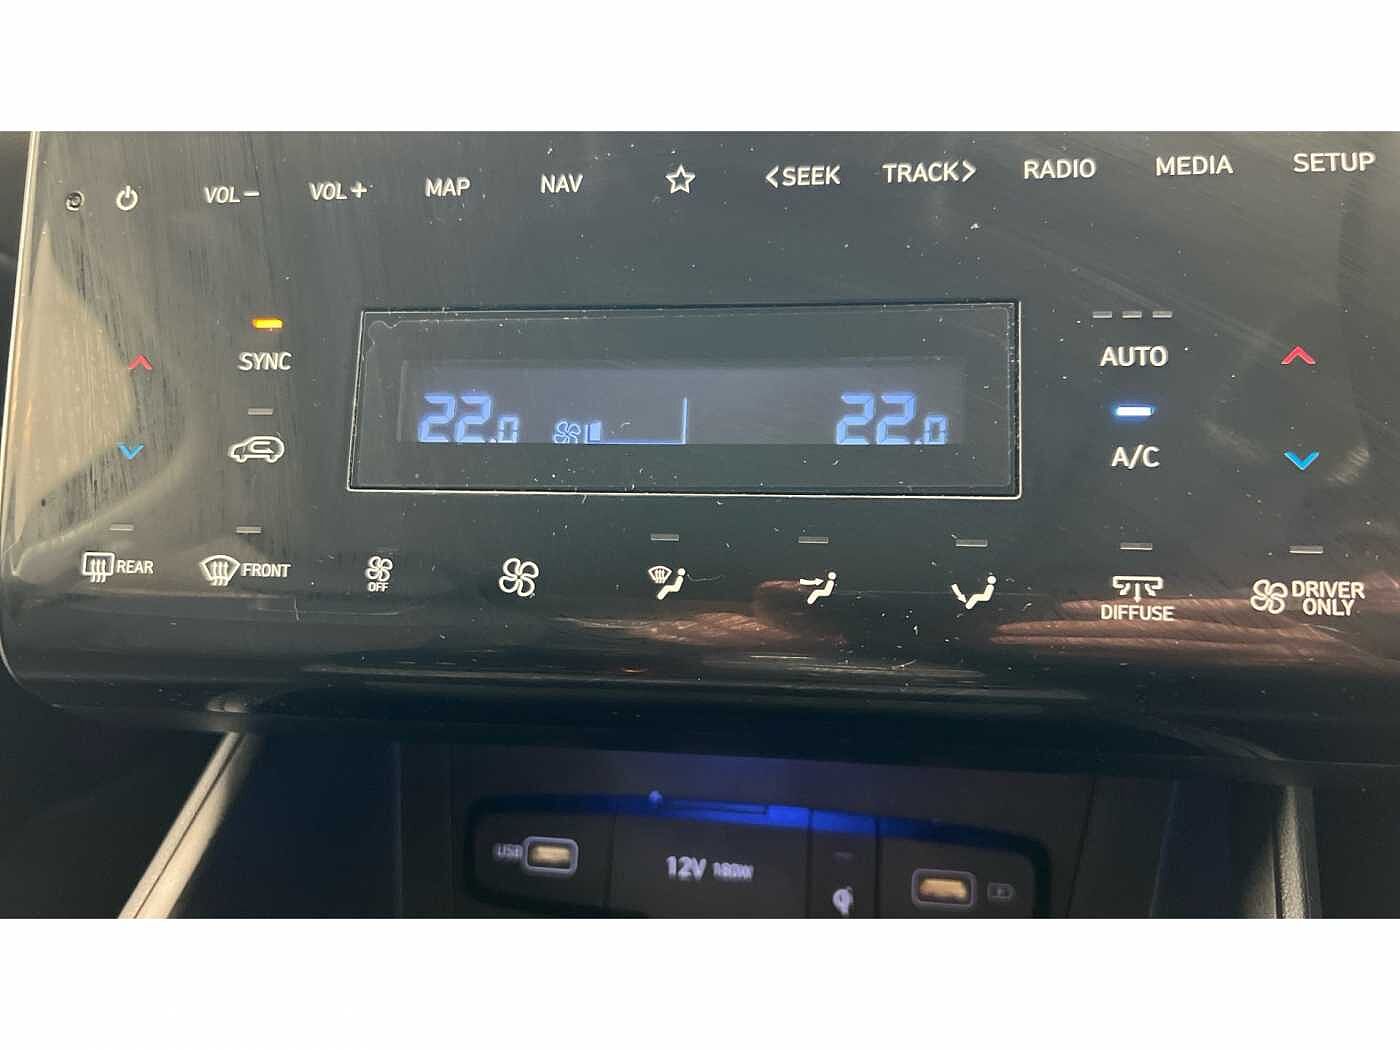 VOL− VOL+ MAP NAV <SEEK TRACK> RADIO MEDIA SETUP
SYNC AUTO
22.0 22.0
A/C
REAR FRONT OFF DIFFUSE DRIVER ONLY
USB 12V 180W